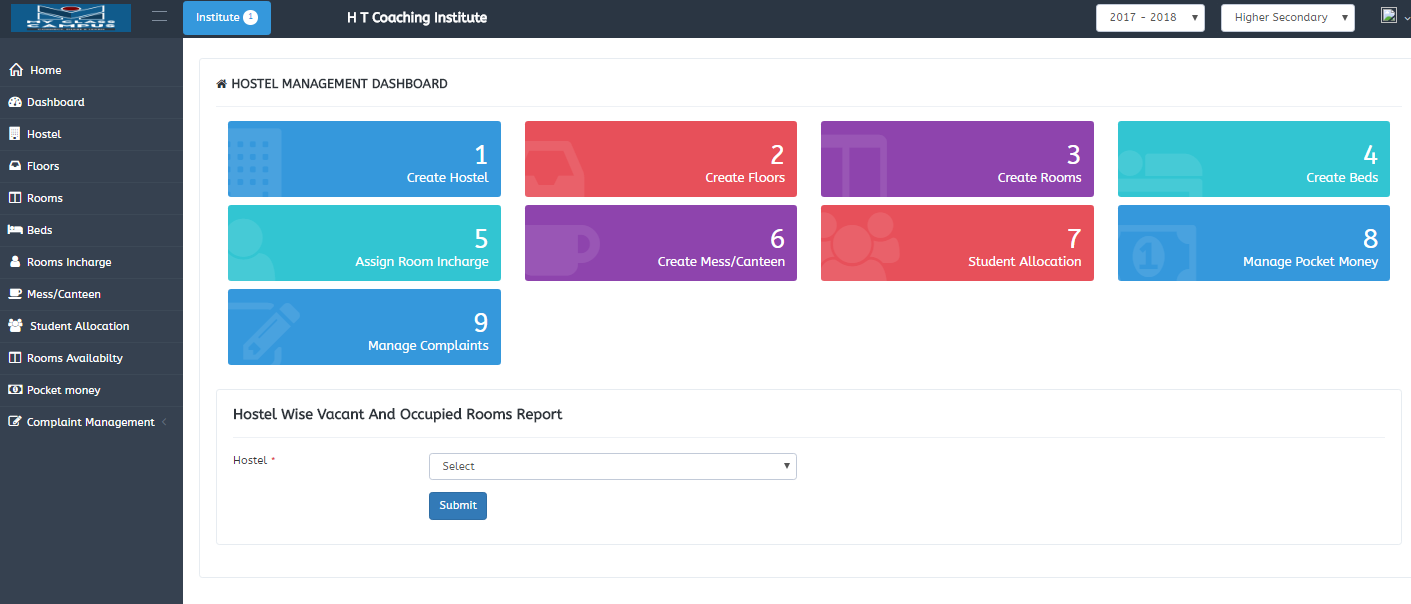 MY CLASS CAMPUS
Institute 1
H T Coaching Institute
2017 - 2018
Higher Secondary
Home
Dashboard
Hostel
Floors
Rooms
Beds
Rooms Incharge
Mess/Canteen
Student Allocation
Rooms Availabilty
Pocket money
Complaint Management
HOSTEL MANAGEMENT DASHBOARD
1
Create Hostel
2
Create Floors
3
Create Rooms
4
Create Beds
5
Assign Room Incharge
6
Create Mess/Canteen
7
Student Allocation
8
Manage Pocket Money
9
Manage Complaints
Hostel Wise Vacant And Occupied Rooms Report
Hostel *
Select
Submit